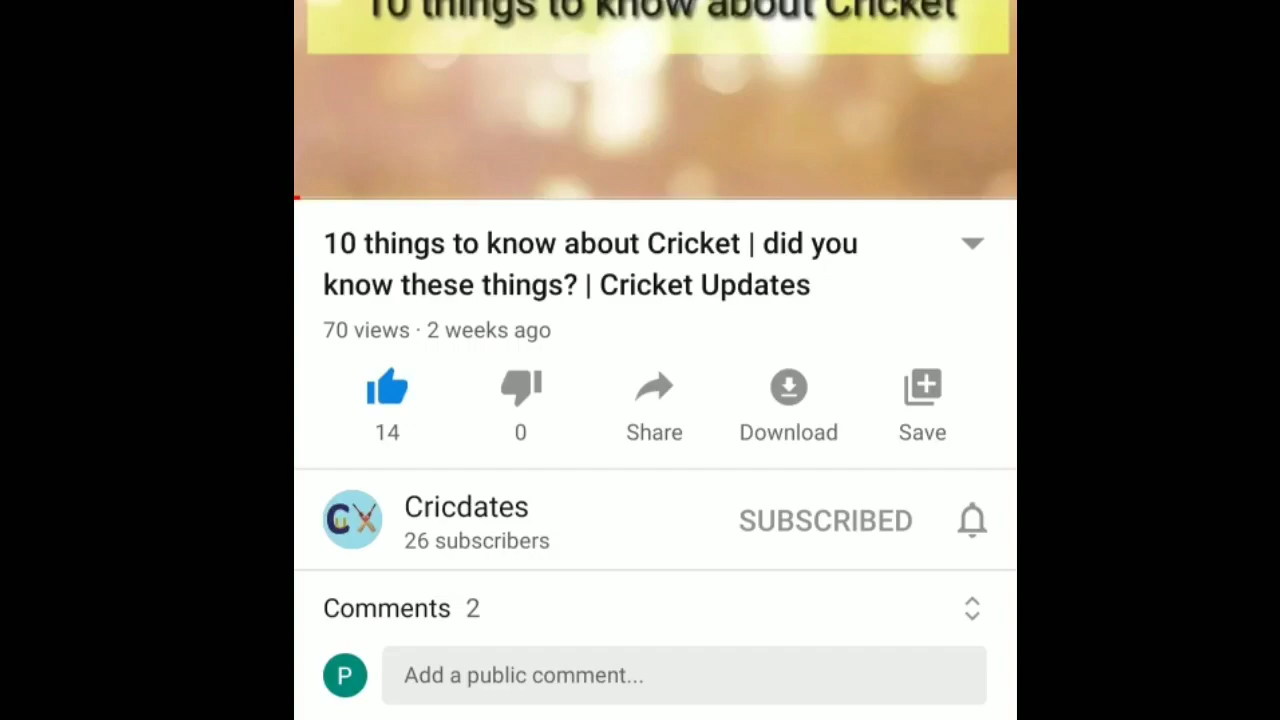 10 things to know about Cricket
10 things to know about Cricket | did you
know these things? | Cricket Updates
70 views · 2 weeks ago
14 0 Share Download Save
Cricdates
26 subscribers
SUBSCRIBED
Comments 2
P
Add a public comment...